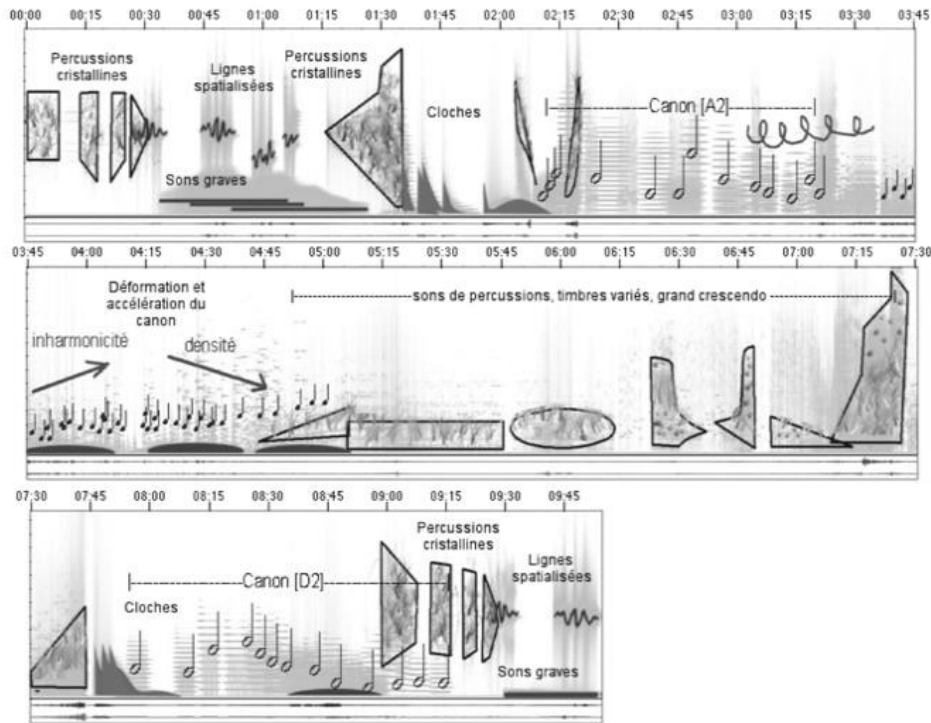 00:00 00:15 00:30 00:45 01:00 01:15 01:30 01:45 02:00 02:15 02:30 02:45 03:00 03:15 03:30 03:45
Percussions
cristallines
Lignes
spatialisées
Percussions
cristallines
Cloches
Canon [A2]
Sons graves
03:45 04:00 04:15 04:30 04:45 05:00 05:15 05:30 05:45 06:00 06:15 06:30 06:45 07:00 07:15 07:30
Déformation et
accélération du
canon
inharmonicité
densité
sons de percussions, timbres variés, grand crescendo
07:30 07:45 08:00 08:15 08:30 08:45 09:00 09:15 09:30 09:45
Percussions
cristallines
Lignes
spatialisées
Canon [D2]
Cloches
Sons graves